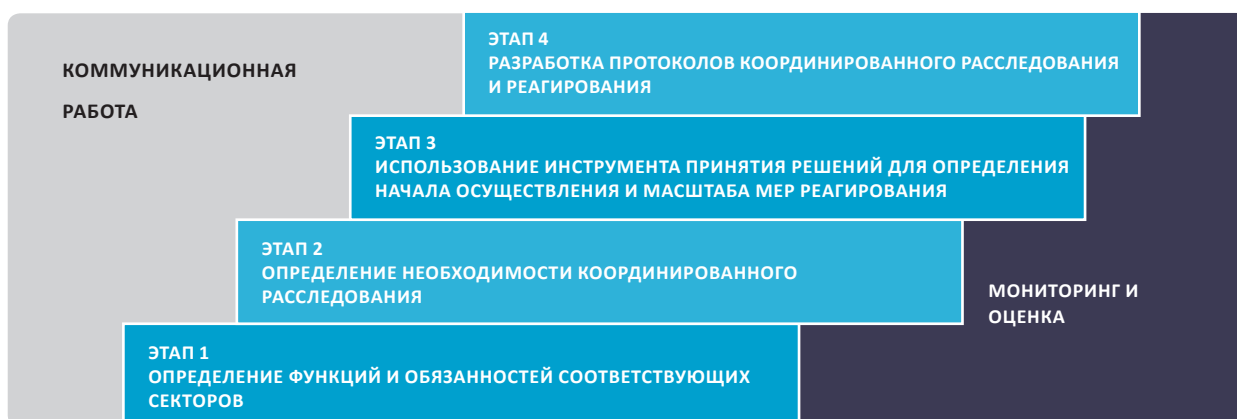 КОММУНИКАЦИОННАЯ
РАБОТА
ЭТАП 4
РАЗРАБОТКА ПРОТОКОЛОВ КООРДИНИРОВАННОГО РАССЛЕДОВАНИЯ
И РЕАГИРОВАНИЯ
ЭТАП 3
ИСПОЛЬЗОВАНИЕ ИНСТРУМЕНТА ПРИНЯТИЯ РЕШЕНИЙ ДЛЯ ОПРЕДЕЛЕНИЯ
НАЧАЛА ОСУЩЕСТВЛЕНИЯ И МАСШТАБА МЕР РЕАГИРОВАНИЯ
ЭТАП 2
ОПРЕДЕЛЕНИЕ НЕОБХОДИМОСТИ КООРДИНИРОВАННОГО
РАССЛЕДОВАНИЯ
МОНИТОРИНГ И
ОЦЕНКА
ЭТАП 1
ОПРЕДЕЛЕНИЕ ФУНКЦИЙ И ОБЯЗАННОСТЕЙ СООТВЕТСТВУЮЩИХ
СЕКТОРОВ